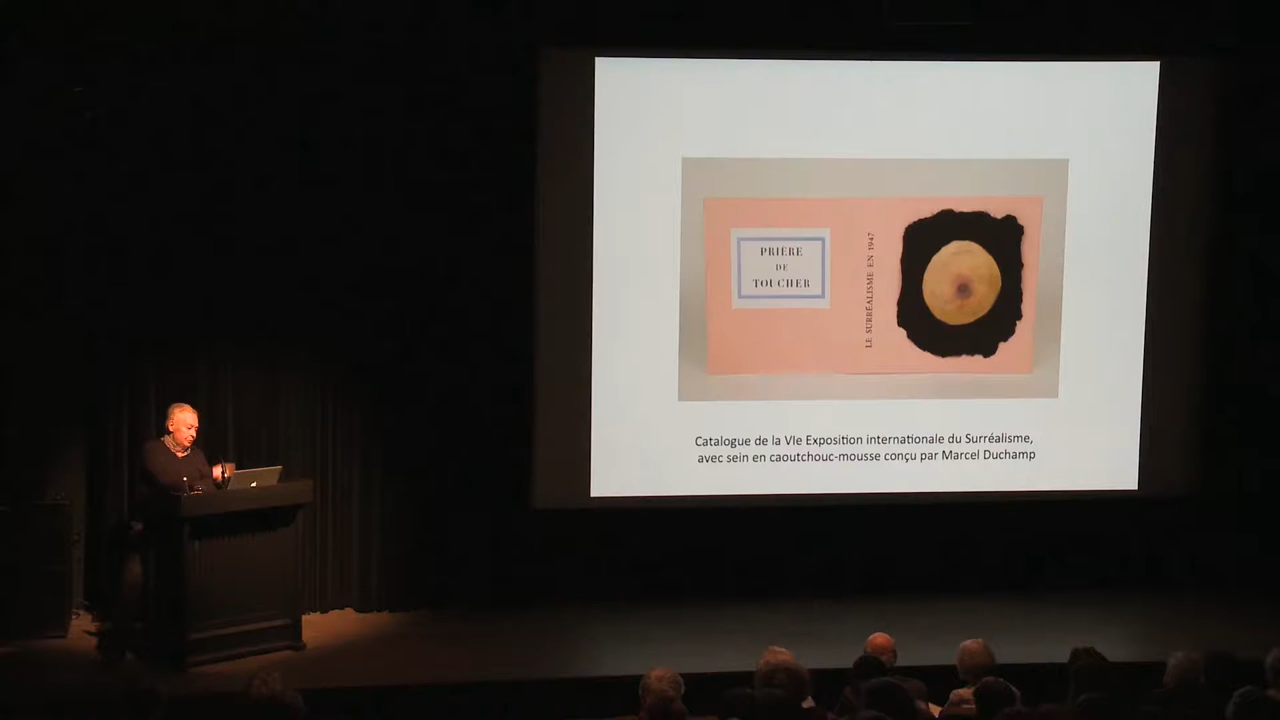 PRIÈRE
DE
TOUCHER
LE SURRÉALISME EN 1947
Catalogue de la VIe Exposition internationale du Surréalisme,
avec sein en caoutchouc-mousse conçu par Marcel Duchamp